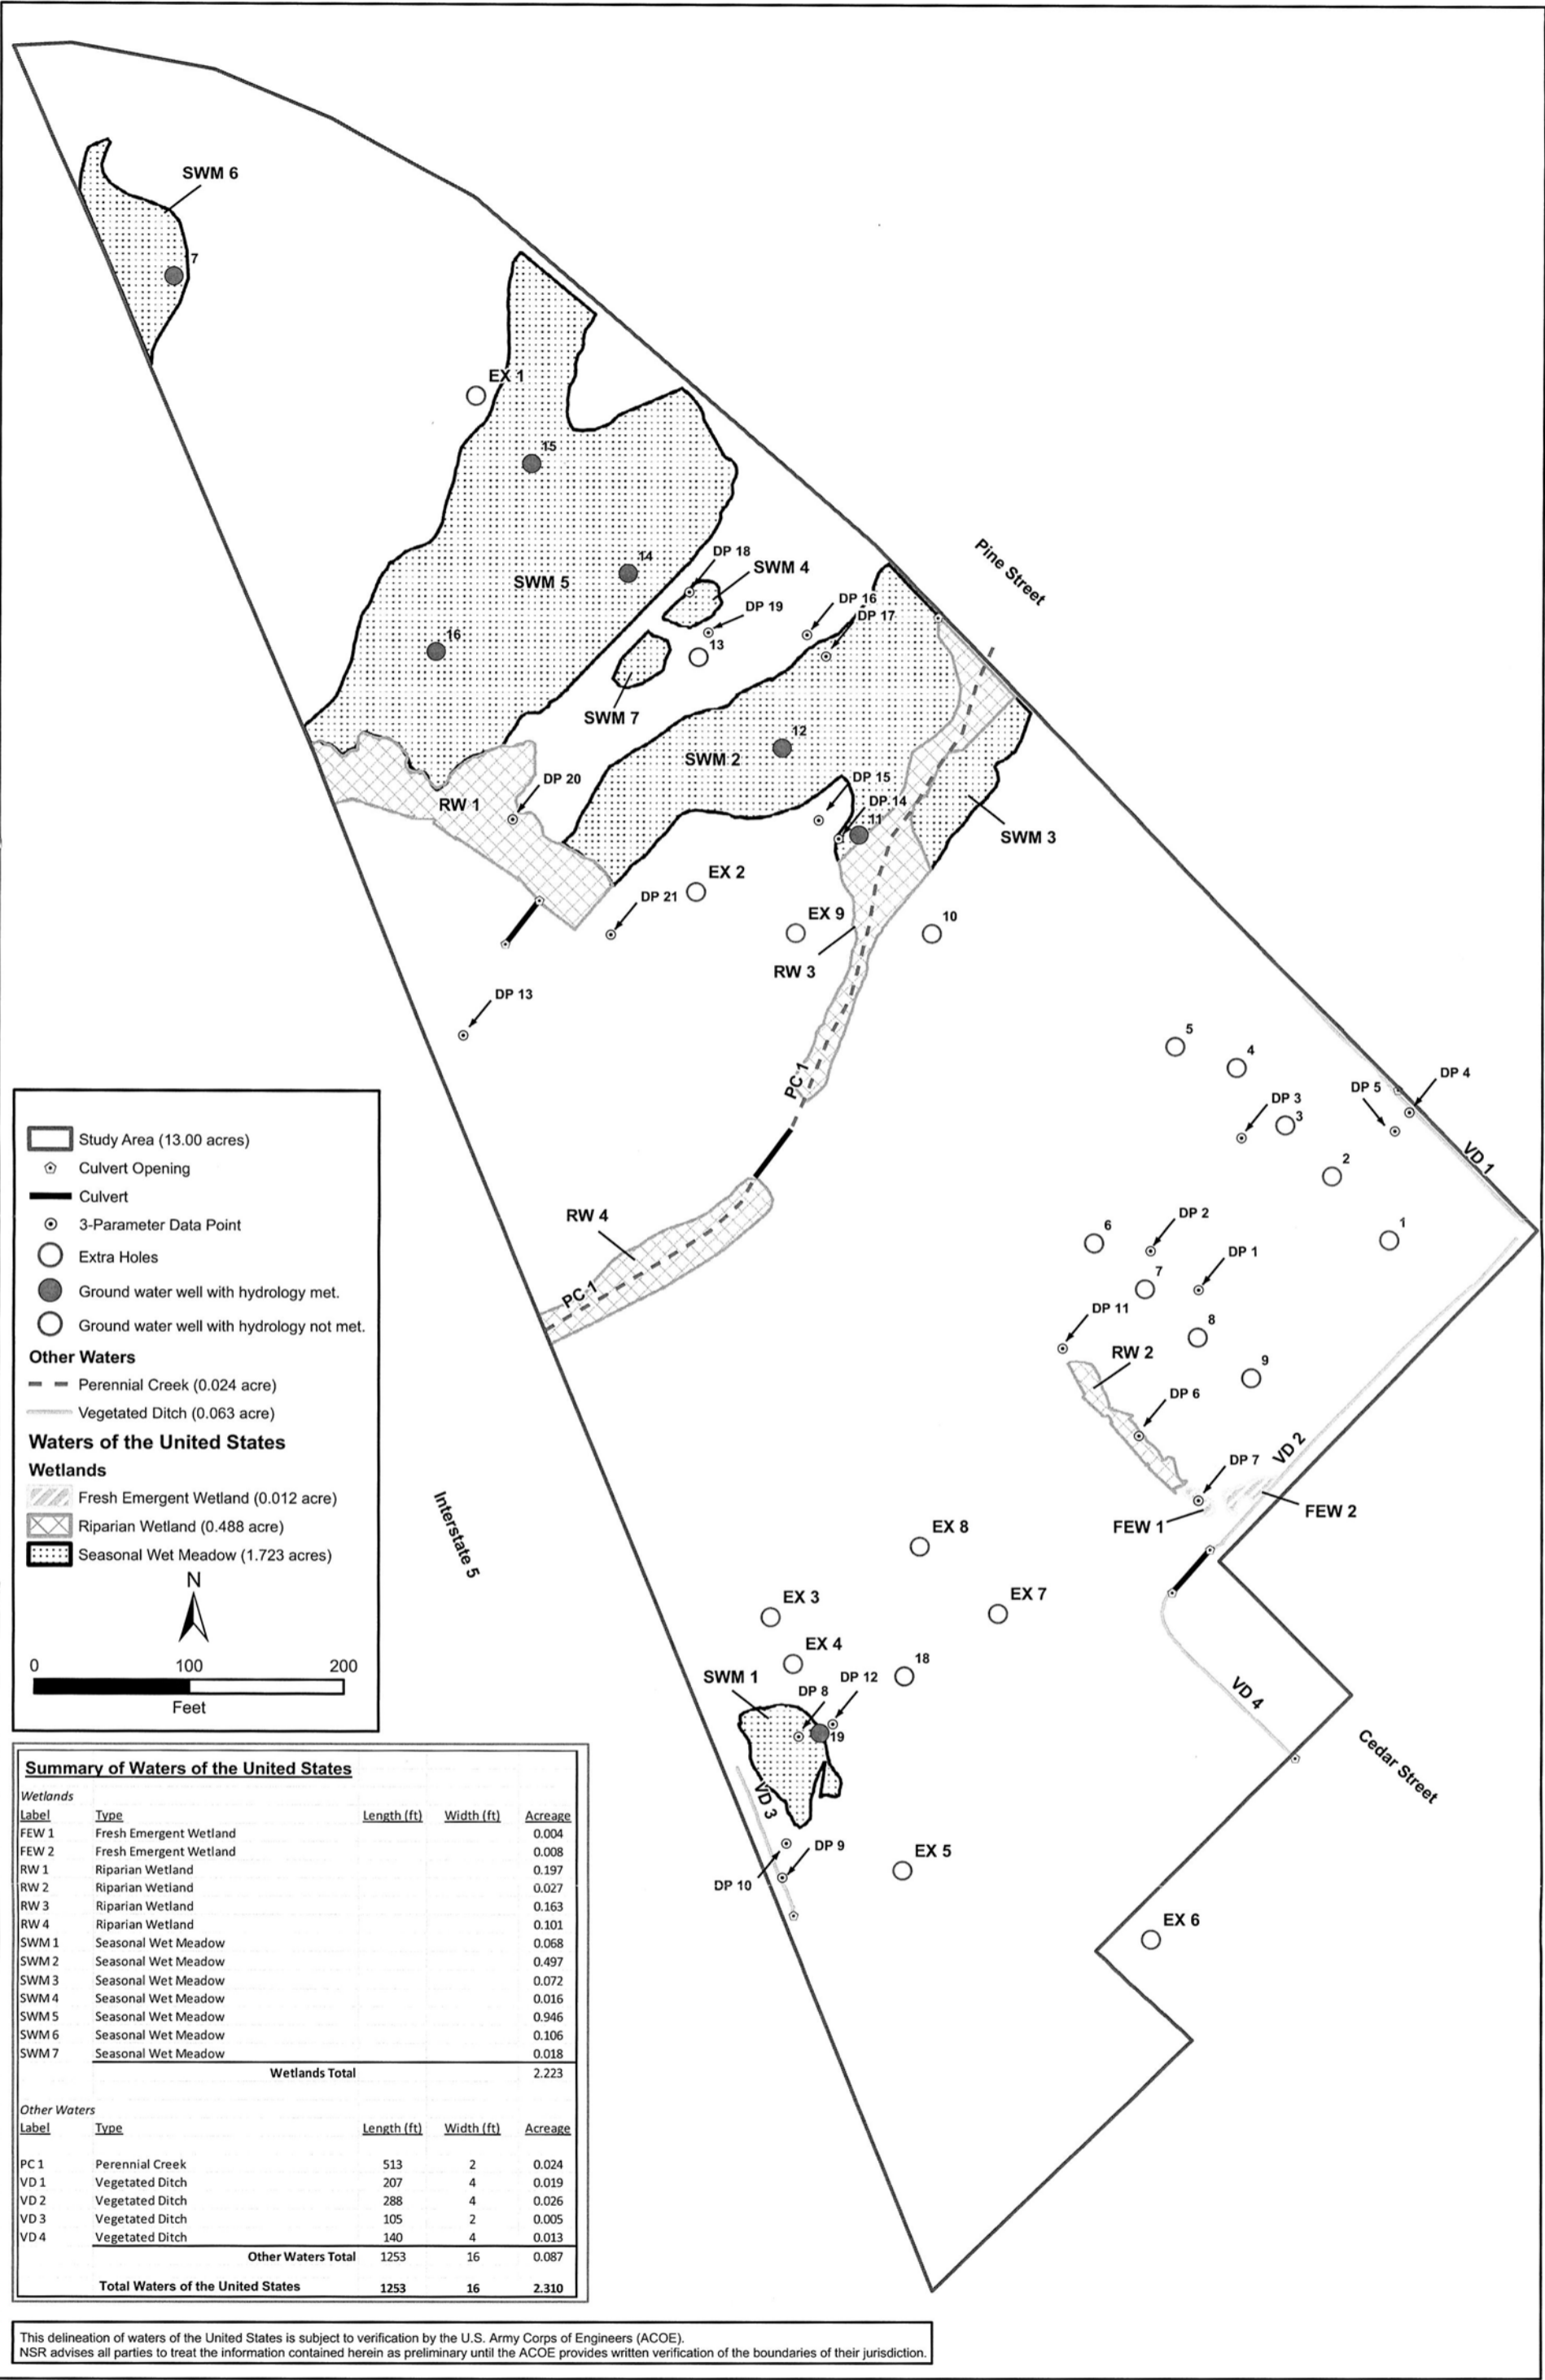 SWM 6
7
EX 1
15
Pine Street
14
DP 18
SWM 5
SWM 4
DP 16
DP 19
DP 17
16
13
SWM 7
12
SWM 2
DP 15
DP 20
DP 14
RW 1
11
SWM 3
EX 2
DP 21
EX 9
10
RW 3
DP 13
5
4
PC 1
DP 4
DP 5
DP 3
3
VD 1
2
RW 4
DP 2
6
1
DP 1
7
PC 1
DP 11
8
RW 2
9
DP 6
VD 2
DP 7
FEW 2
FEW 1
Interstate 5
EX 8
EX 7
EX 3
EX 4
18
SWM 1
DP 12
DP 8
VD 4
19
Cedar Street
VD 3
DP 9
EX 5
DP 10
EX 6
Study Area (13.00 acres)
Culvert Opening
Culvert
3-Parameter Data Point
Extra Holes
Ground water well with hydrology met.
Ground water well with hydrology not met.
Other Waters
Perennial Creek (0.024 acre)
Vegetated Ditch (0.063 acre)
Waters of the United States
Wetlands
Fresh Emergent Wetland (0.012 acre)
Riparian Wetland (0.488 acre)
Seasonal Wet Meadow (1.723 acres)
N
0 100 200
Feet
Summary of Waters of the United States
Wetlands
Label Type Length (ft) Width (ft) Acreage
FEW 1 Fresh Emergent Wetland 0.004
FEW 2 Fresh Emergent Wetland 0.008
RW 1 Riparian Wetland 0.197
RW 2 Riparian Wetland 0.027
RW 3 Riparian Wetland 0.163
RW 4 Riparian Wetland 0.101
SWM 1 Seasonal Wet Meadow 0.068
SWM 2 Seasonal Wet Meadow 0.497
SWM 3 Seasonal Wet Meadow 0.072
SWM 4 Seasonal Wet Meadow 0.016
SWM 5 Seasonal Wet Meadow 0.946
SWM 6 Seasonal Wet Meadow 0.106
SWM 7 Seasonal Wet Meadow 0.018
Wetlands Total 2.223
Other Waters
Label Type Length (ft) Width (ft) Acreage
PC 1 Perennial Creek 513 2 0.024
VD 1 Vegetated Ditch 207 4 0.019
VD 2 Vegetated Ditch 288 4 0.026
VD 3 Vegetated Ditch 105 2 0.005
VD 4 Vegetated Ditch 140 4 0.013
Other Waters Total 1253 16 0.087
Total Waters of the United States 1253 16 2.310
This delineation of waters of the United States is subject to verification by the U.S. Army Corps of Engineers (ACOE).
NSR advises all parties to treat the information contained herein as preliminary until the ACOE provides written verification of the boundaries of their jurisdiction.